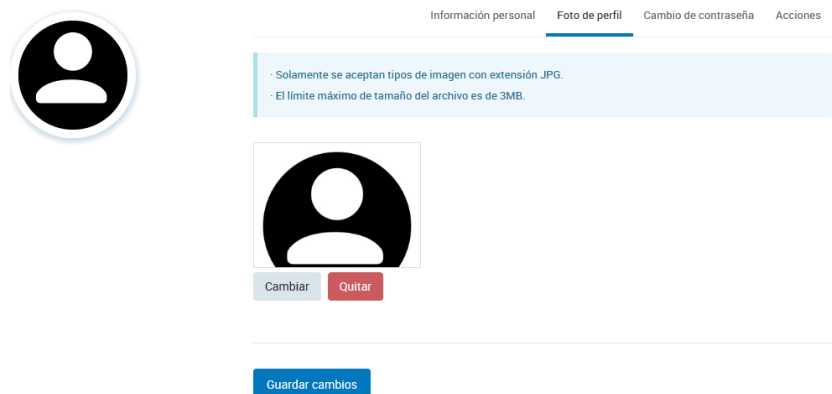 Información personal Foto de perfil Cambio de contraseña Acciones
· Solamente se aceptan tipos de imagen con extensión JPG.
· El límite máximo de tamaño del archivo es de 3MB.
Cambiar Quitar
Guardar cambios